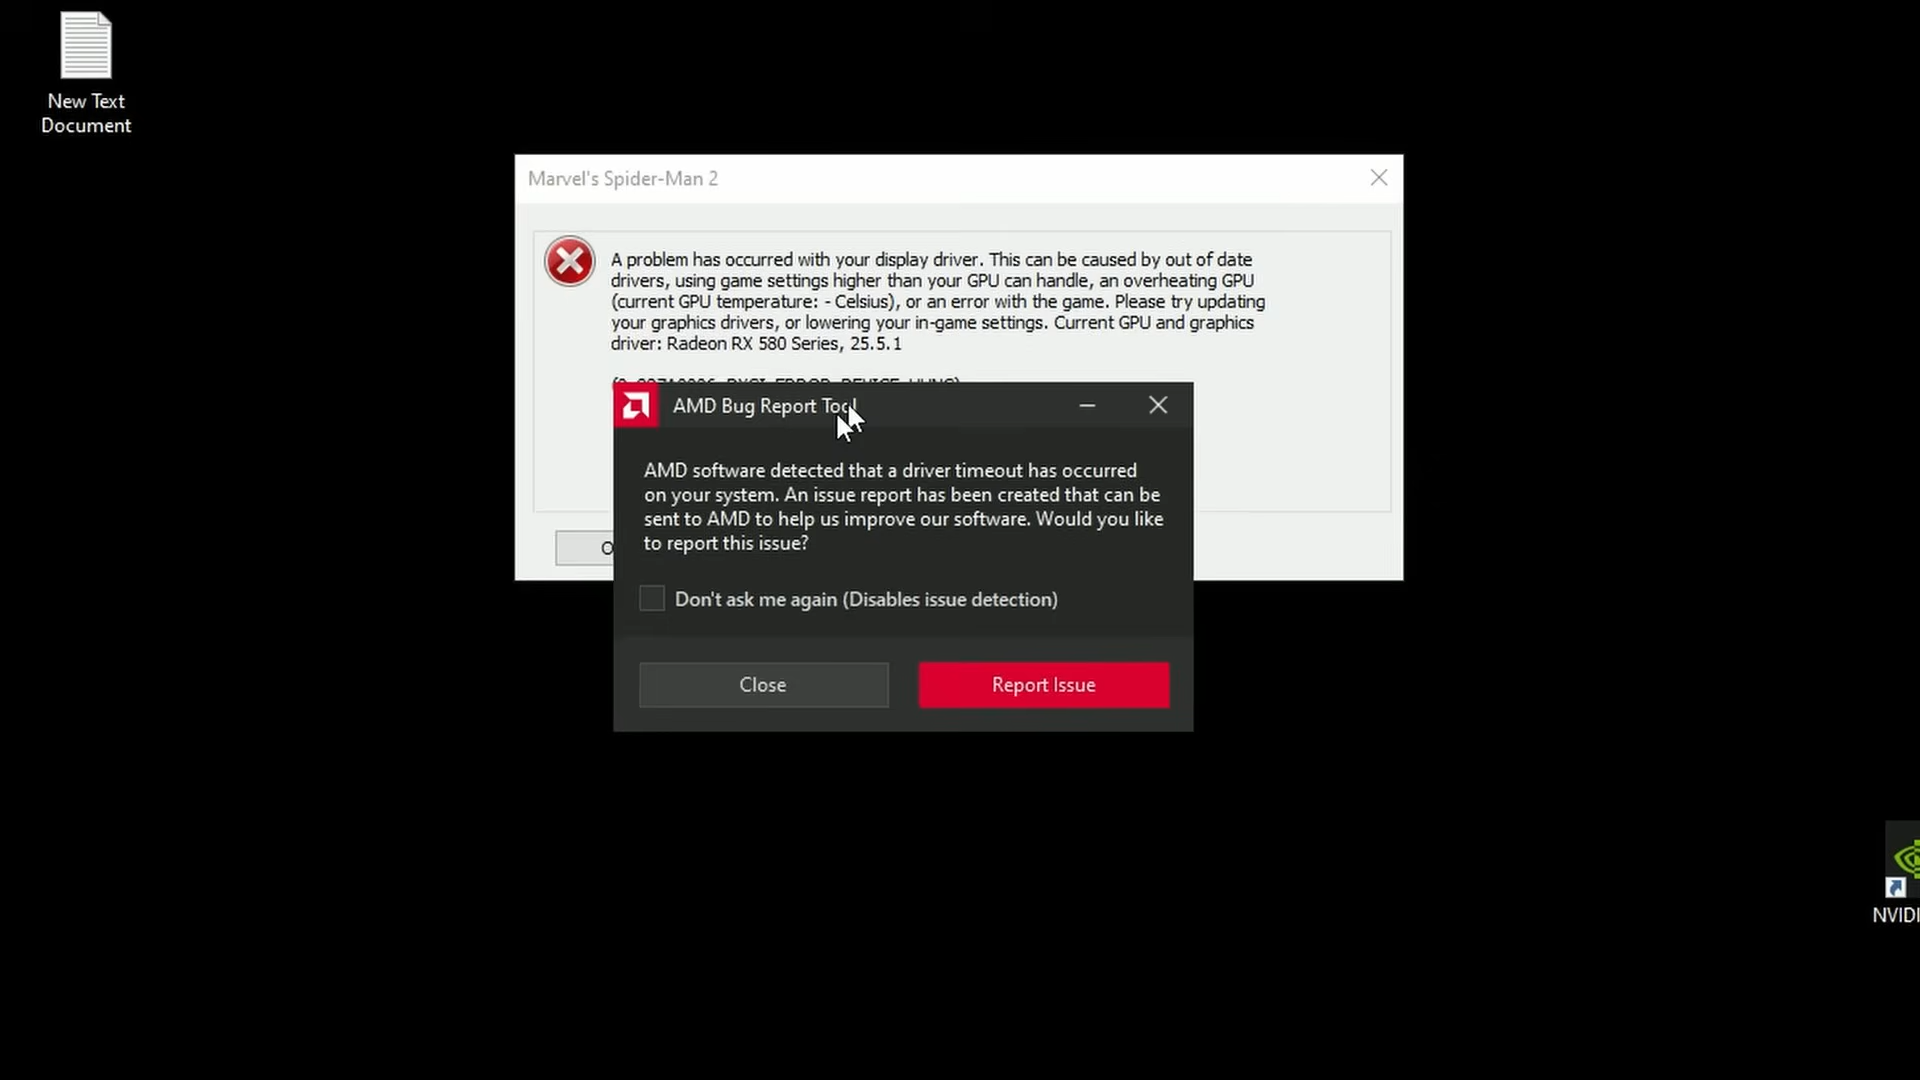 New Text
Document
Marvel's Spider-Man 2
A problem has occurred with your display driver. This can be caused by out of date
drivers, using game settings higher than your GPU can handle, an overheating GPU
(current GPU temperature: - Celsius), or an error with the game. Please try updating
your graphics drivers, or lowering your in-game settings. Current GPU and graphics
driver: Radeon RX 580 Series, 25.5.1
AMD Bug Report Tool
AMD software detected that a driver timeout has occurred
on your system. An issue report has been created that can be
sent to AMD to help us improve our software. Would you like
to report this issue?
Don't ask me again (Disables issue detection)
Close
Report Issue
NVIDI